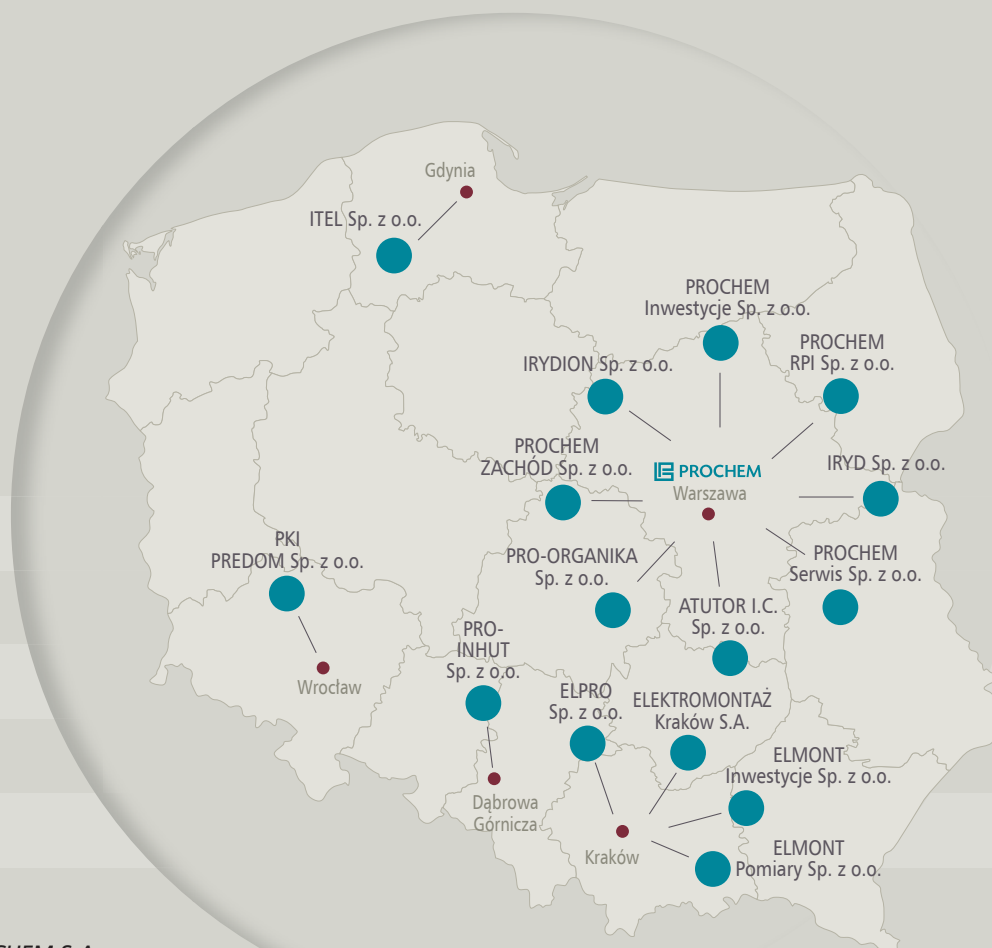 Gdynia
ITEL Sp. z o.o.
PROCHEM
Inwestycje Sp. z o.o.
PROCHEM
RPI Sp. z o.o.
IRYDION Sp. z o.o.
PROCHEM
ZACHÓD Sp. z o.o.
PROCHEM
Warszawa
IRYD Sp. z o.o.
PKI
PREDOM Sp. z o.o.
PRO-ORGANIKA
Sp. z o.o.
PROCHEM
Serwis Sp. z o.o.
ATUTOR I.C.
Sp. z o.o.
PRO-
INHUT
Sp. z o.o.
Wrocław
ELPRO
Sp. z o.o.
ELEKTROMONTAŻ
Kraków S.A.
ELMONT
Inwestycje Sp. z o.o.
Dąbrowa
Górnicza
Kraków
ELMONT
Pomiary Sp. z o.o.